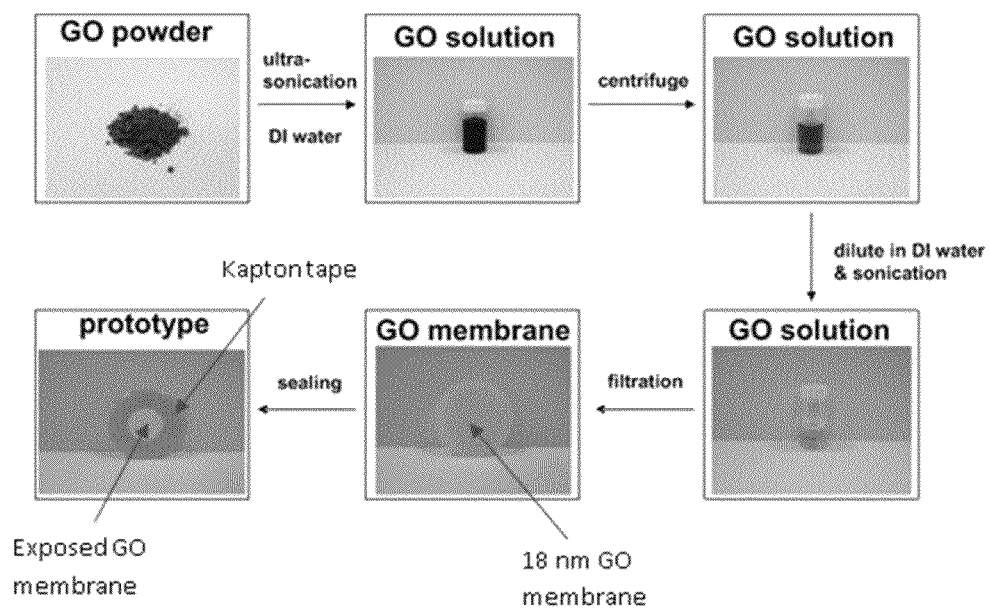 GO powder
ultra-
sonication
DI water
GO solution
centrifuge
GO solution
dilute in DI water
& sonication
GO solution
filtration
GO membrane
18 nm GO
membrane
sealing
prototype
Kapton tape
Exposed GO
membrane